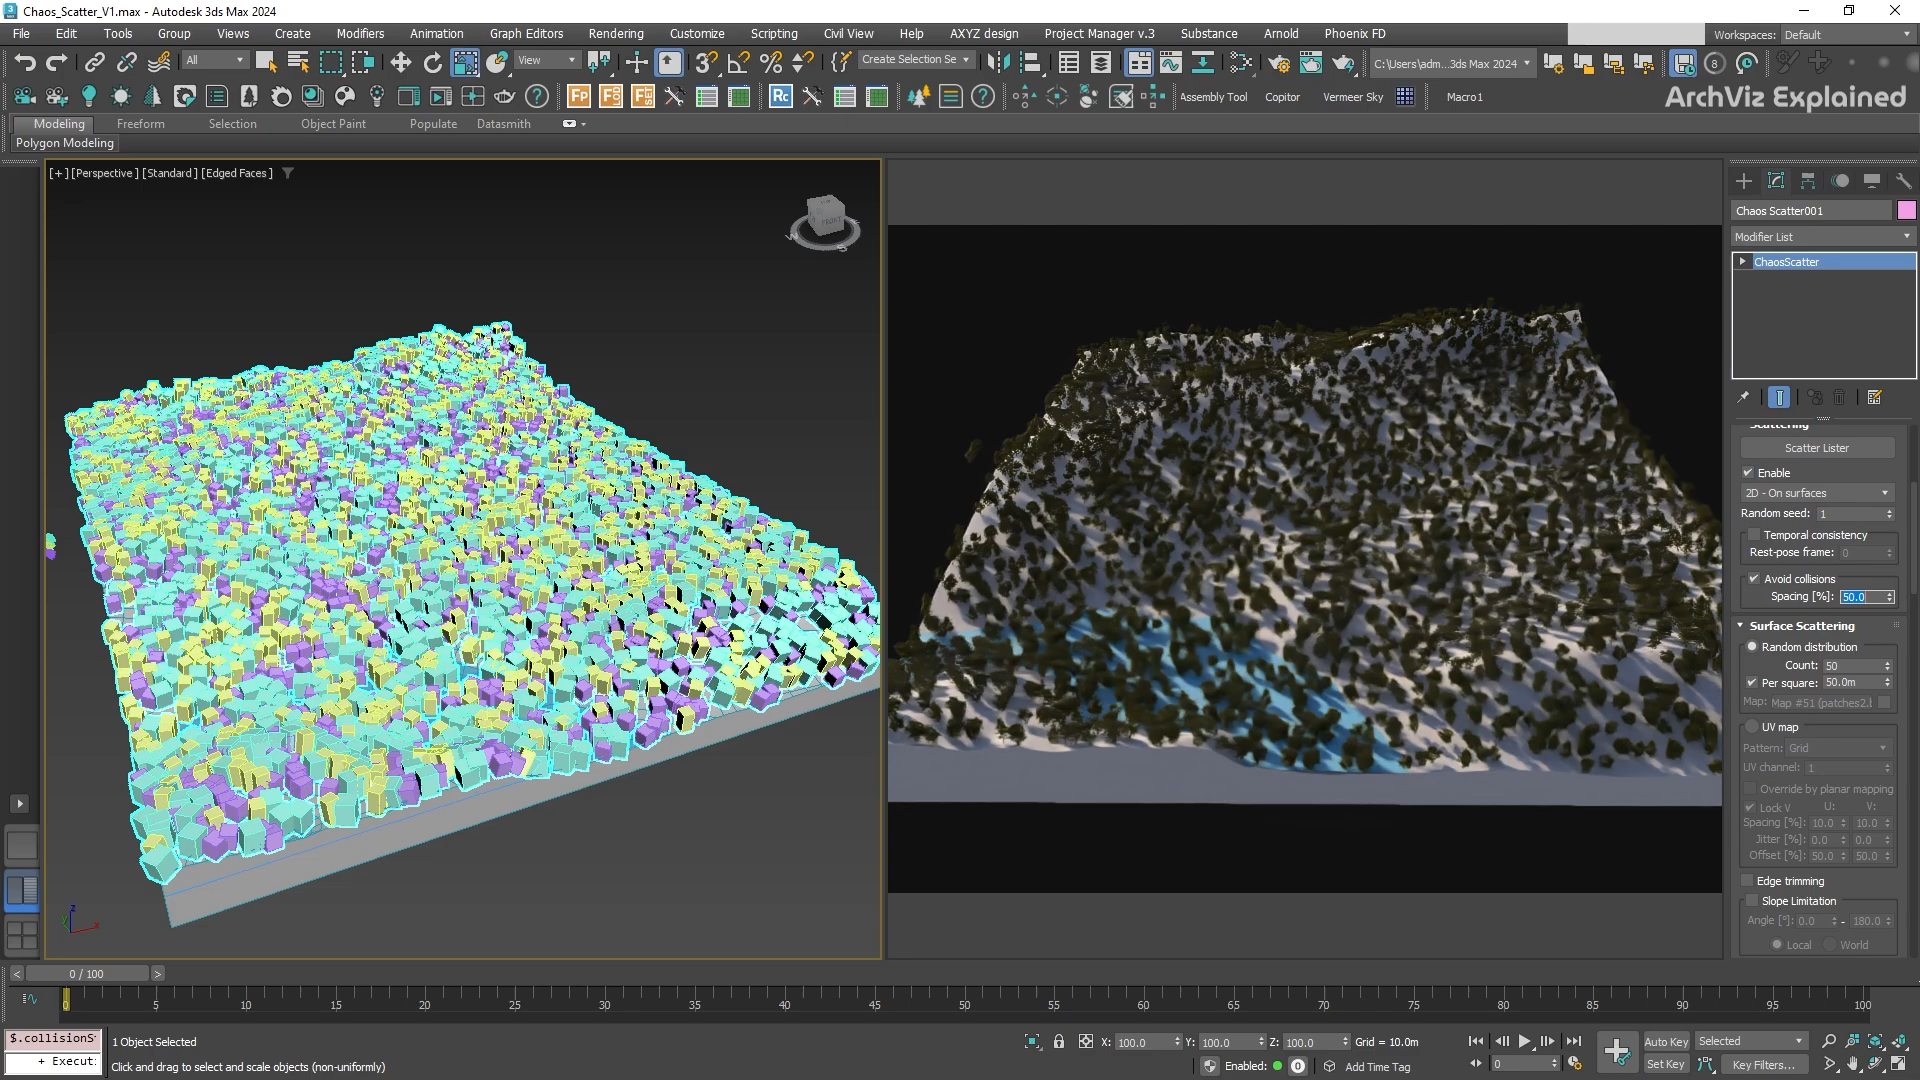 Chaos_Scatter_V1.max - Autodesk 3ds Max 2024
File Edit Tools Group Views Create Modifiers Animation Graph Editors Rendering Customize Scripting Civil View Help AXYZ design Project Manager v.3 Substance Arnold Phoenix FD
Workspaces: Default
All View Create Selection Se C:\Users\adm...3ds Max 2024 8
Fp Rc Assembly Tool Copitor Vermeer Sky Macro1
ArchViz Explained
Modeling Freeform Selection Object Paint Populate Datasmith
Polygon Modeling
[+] [Perspective ] [Standard ] [Edged Faces ]
FRONT
W S
Chaos Scatter001
Modifier List
ChaosScatter
Scattering
Scatter Lister
Enable
2D - On surfaces
Random seed: 1
Temporal consistency
Rest-pose frame: 0
Avoid collisions
Spacing [%]: 50.0
Surface Scattering
Random distribution
Count: 50
Per square: 50.0m
Map: Map #51 (patches2.l
UV map
Pattern: Grid
UV channel: 1
Override by planar mapping
Lock V U: V:
Spacing [%]: 10.0 10.0
Jitter [%]: 0.0 0.0
Offset [%]: 50.0 50.0
Edge trimming
Slope Limitation
Angle [°]: 0.0 - 180.0
Local World
z
y x
< 0 / 100 >
0 5 10 15 20 25 30 35 40 45 50 55 60 65 70 75 80 85 90 95 100
$.collisionS
+ Execut:
1 Object Selected
Click and drag to select and scale objects (non-uniformly)
X: 100.0 Y: 100.0 Z: 100.0 Grid = 10.0m
Enabled: 0 Add Time Tag
0
Auto Key Selected
Set Key Key Filters...